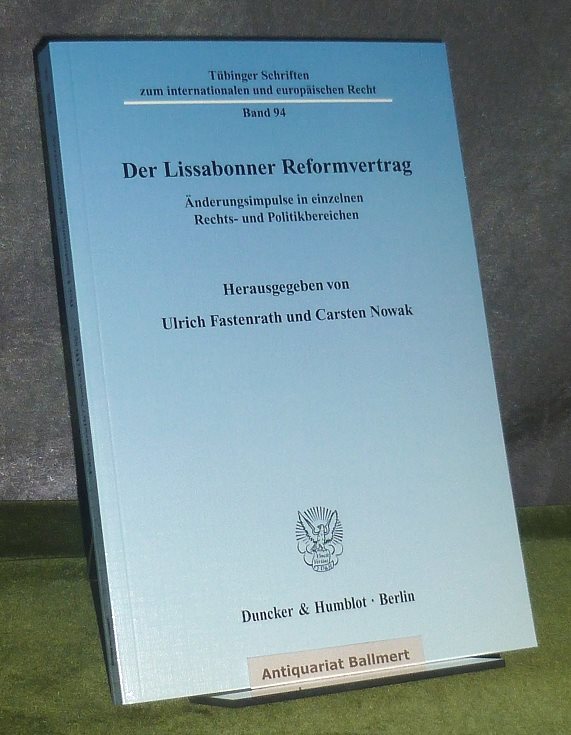 Tübinger Schriften
zum internationalen und europäischen Recht
Band 94
Der Lissabonner Reformvertrag
Änderungsimpulse in einzelnen
Rechts- und Politikbereichen
Herausgegeben von
Ulrich Fastenrath und Carsten Nowak
Duncker & Humblot · Berlin
Antiquariat Ballmert